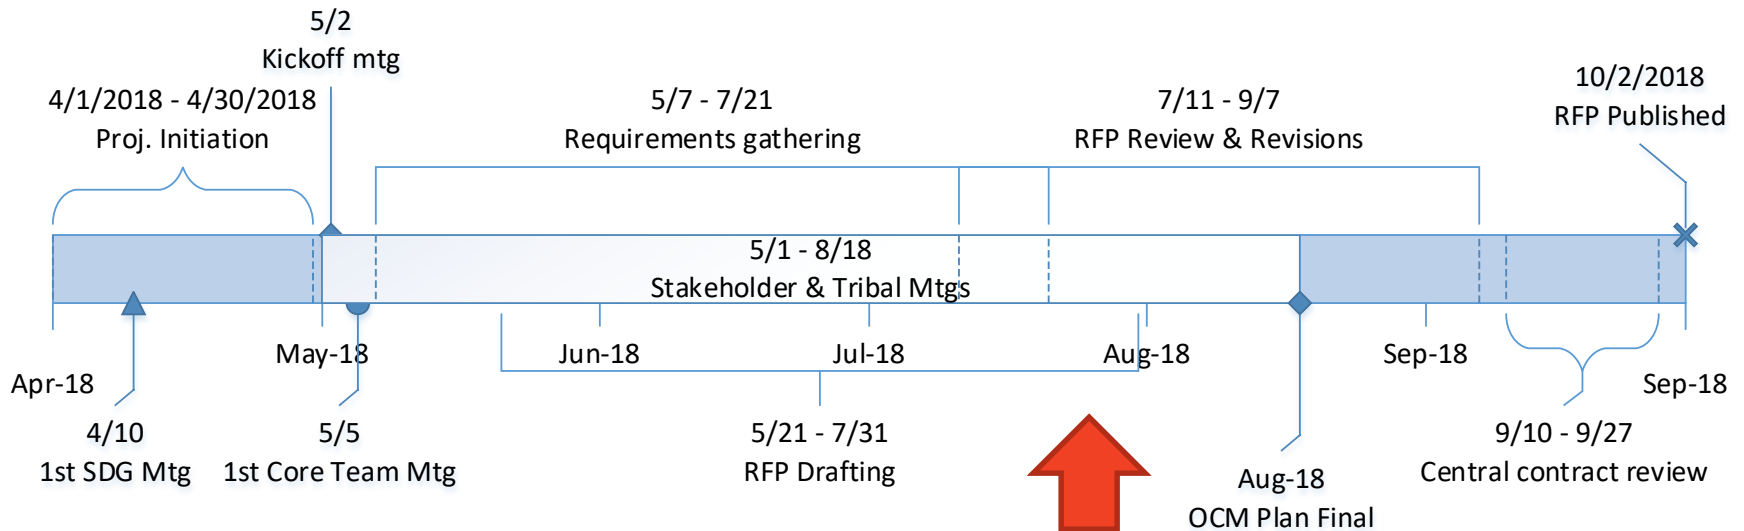 5/2
Kickoff mtg
4/1/2018 - 4/30/2018
Proj. Initiation
5/7 - 7/21
Requirements gathering
7/11 - 9/7
RFP Review & Revisions
10/2/2018
RFP Published
5/1 - 8/18
Stakeholder & Tribal Mtgs
Apr-18
May-18
Jun-18
Jul-18
Aug-18
Sep-18
Sep-18
4/10
1st SDG Mtg
5/5
1st Core Team Mtg
5/21 - 7/31
RFP Drafting
Aug-18
OCM Plan Final
9/10 - 9/27
Central contract review